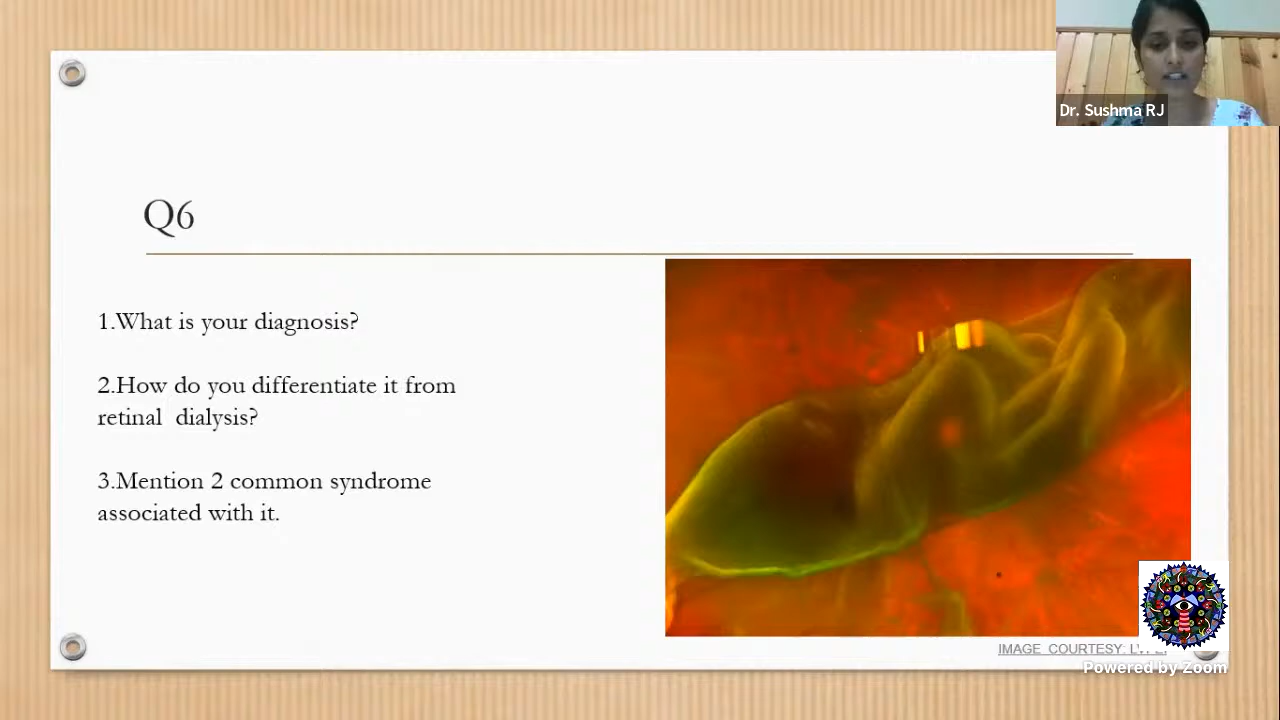 Dr. Sushma RJ
Q6
1.What is your diagnosis?
2.How do you differentiate it from
retinal dialysis?
3.Mention 2 common syndrome
associated with it.
IMAGE COURTESY:
Powered by Zoom